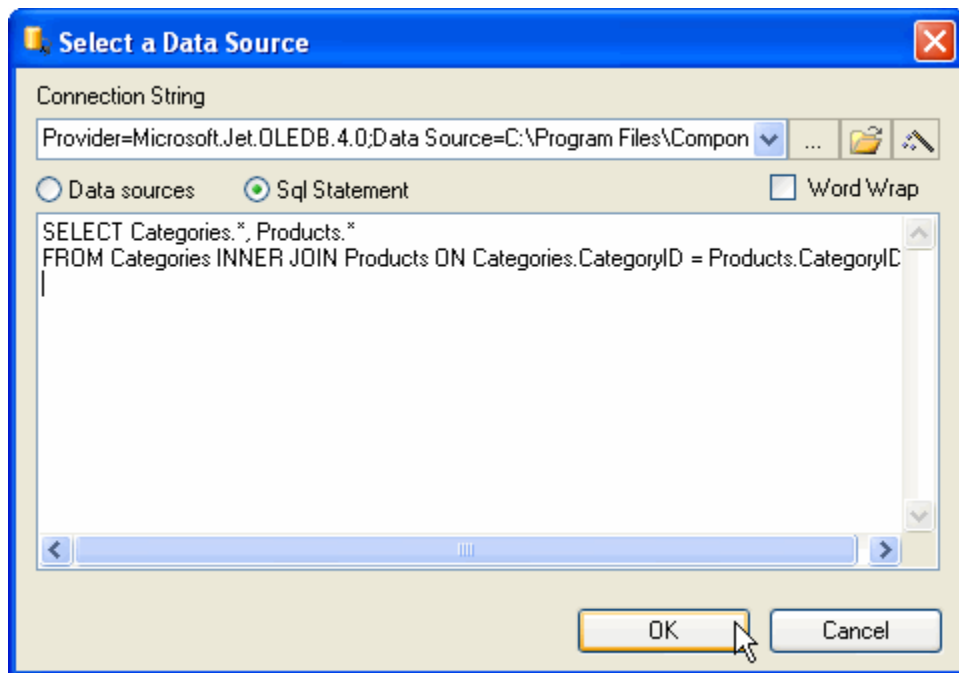 Select a Data Source
Connection String
Provider=Microsoft.Jet.OLEDB.4.0;Data Source=C:\Program Files\Compon
...
Data sources Sql Statement Word Wrap
SELECT Categories.*, Products.*
FROM Categories INNER JOIN Products ON Categories.CategoryID = Products.CategoryID
OK Cancel